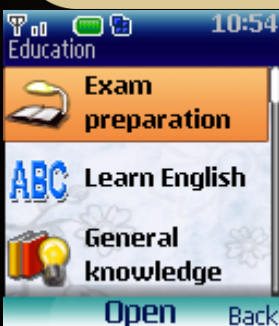 10:54
Education
Exam
preparation
ABC Learn English
General
knowledge
Open Back